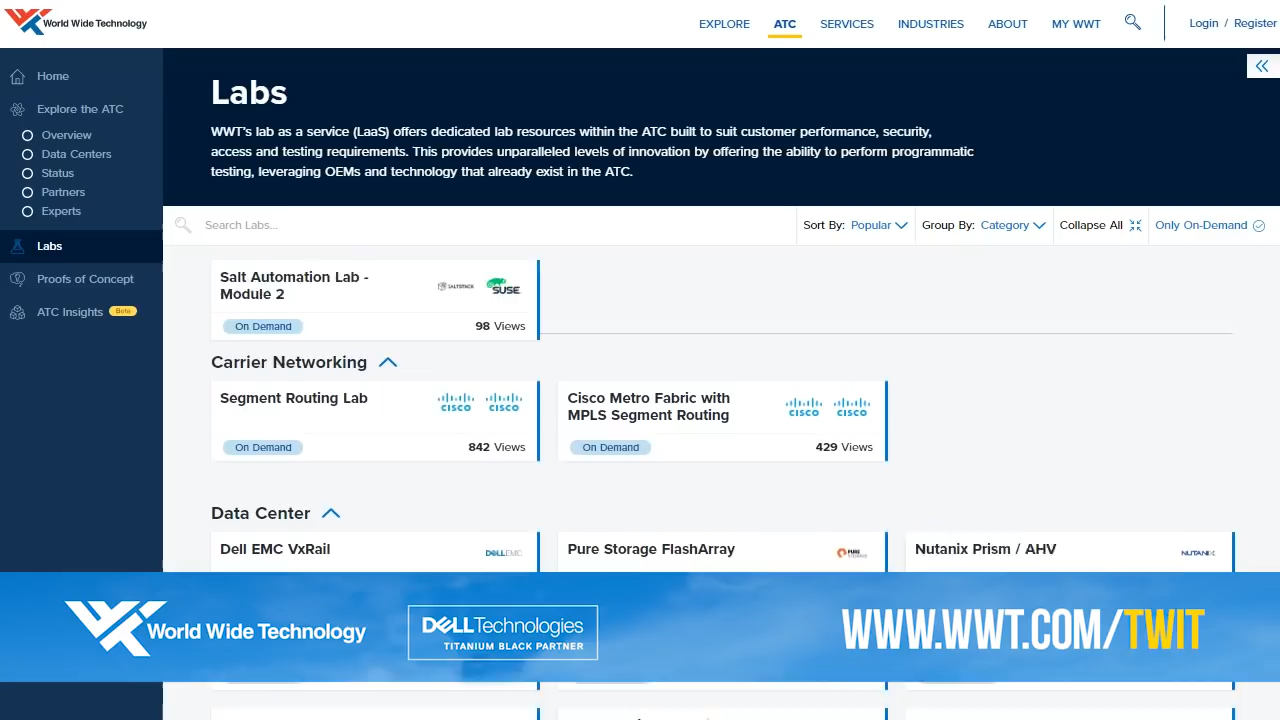 World Wide Technology
EXPLORE
ATC
SERVICES
INDUSTRIES
ABOUT
MY WWT
Login / Register
Home
Explore the ATC
Overview
Data Centers
Status
Partners
Experts
Labs
Proofs of Concept
ATC Insights Beta
Labs
WWT's lab as a service (LaaS) offers dedicated lab resources within the ATC built to suit customer performance, security,
access and testing requirements. This provides unparalleled levels of innovation by offering the ability to perform programmatic
testing, leveraging OEMs and technology that already exist in the ATC.
Search Labs...
Sort By: Popular
Group By: Category
Collapse All
Only On-Demand
Salt Automation Lab -
Module 2
SALTSTACK
SUSE
On Demand
98 Views
Carrier Networking
Segment Routing Lab
CISCO
CISCO
On Demand
842 Views
Cisco Metro Fabric with
MPLS Segment Routing
CISCO
CISCO
On Demand
429 Views
Data Center
Dell EMC VxRail
DELLEMC
Pure Storage FlashArray
PURE STORAGE
Nutanix Prism / AHV
NUTANIX
World Wide Technology
DELLTechnologies
TITANIUM BLACK PARTNER
WWW.WWT.COM/TWIT